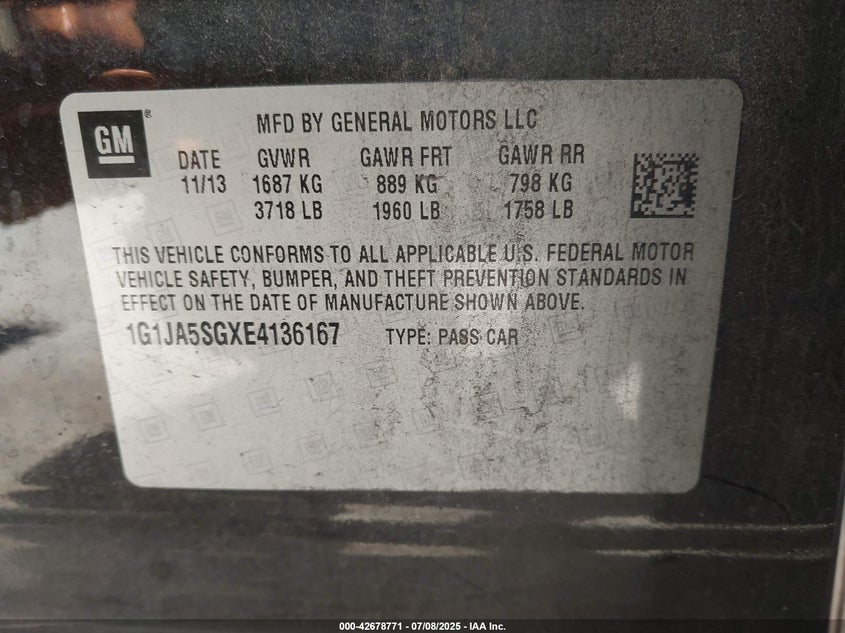 GM ®
MFD BY GENERAL MOTORS LLC
DATE GVWR GAWR FRT GAWR RR
11/13 1687 KG 889 KG 798 KG
3718 LB 1960 LB 1758 LB
THIS VEHICLE CONFORMS TO ALL APPLICABLE U.S. FEDERAL MOTOR
VEHICLE SAFETY, BUMPER, AND THEFT PREVENTION STANDARDS IN
EFFECT ON THE DATE OF MANUFACTURE SHOWN ABOVE.
1G1JA5SGXE4136167 TYPE: PASS CAR
000-42678771 - 07/08/2025 - IAA Inc.